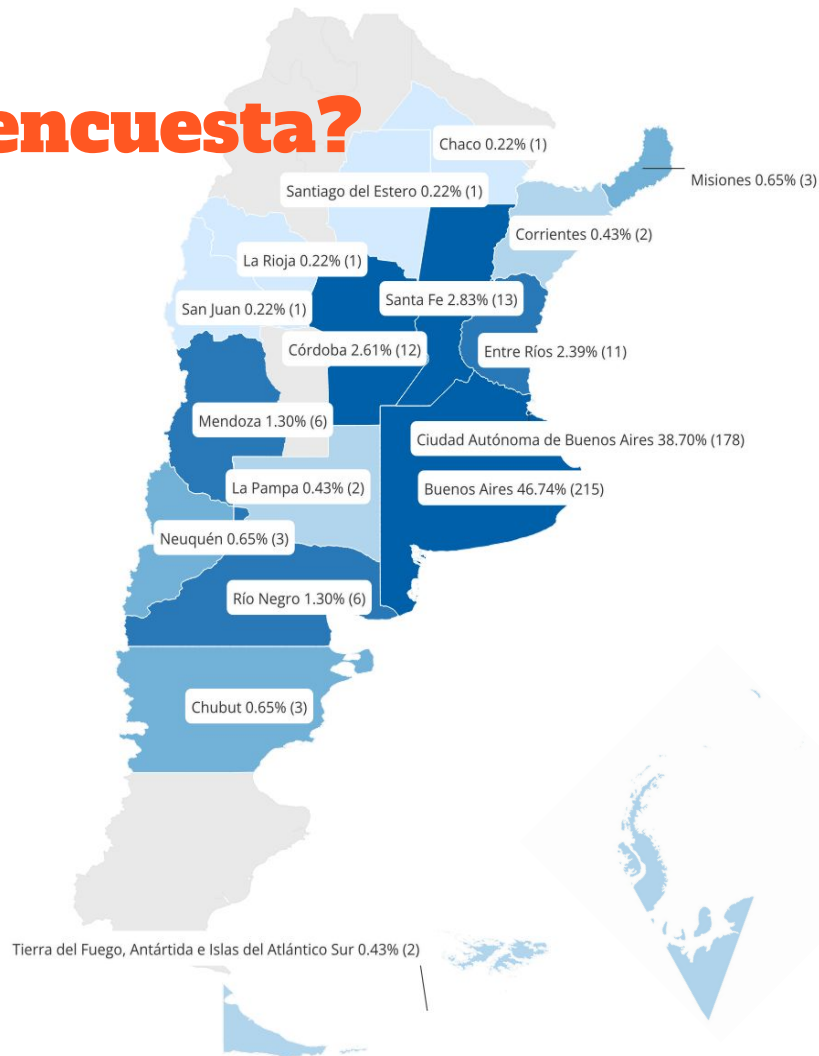 encuesta?
Chaco 0.22% (1)
Misiones 0.65% (3)
Santiago del Estero 0.22% (1)
Corrientes 0.43% (2)
La Rioja 0.22% (1)
Santa Fe 2.83% (13)
San Juan 0.22% (1)
Córdoba 2.61% (12)
Entre Ríos 2.39% (11)
Mendoza 1.30% (6)
Ciudad Autónoma de Buenos Aires 38.70% (178)
La Pampa 0.43% (2)
Buenos Aires 46.74% (215)
Neuquén 0.65% (3)
Río Negro 1.30% (6)
Chubut 0.65% (3)
Tierra del Fuego, Antártida e Islas del Atlántico Sur 0.43% (2)